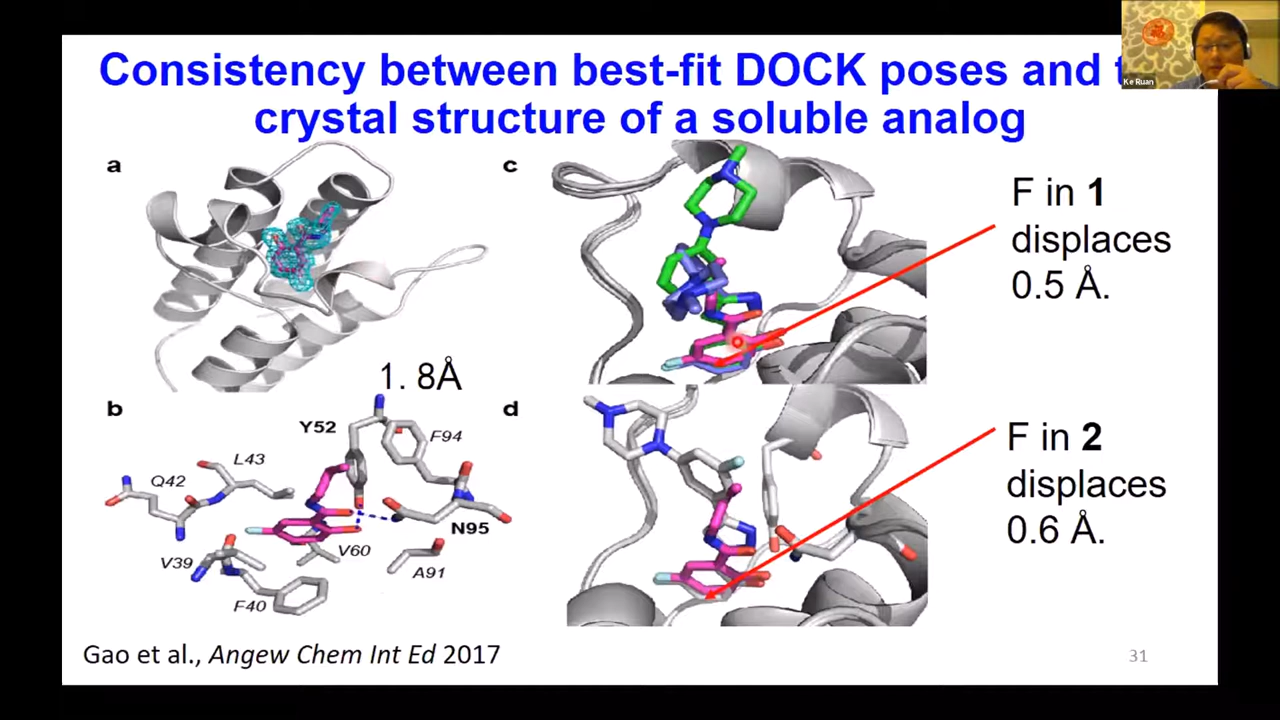 Consistency between best-fit DOCK poses and
crystal structure of a soluble analog
Ke Ruan
a
c
F in 1
displaces
0.5 Å.
1. 8Å
b
d
Y52
F94
L43
Q42
N95
V60
V39
A91
F40
F in 2
displaces
0.6 Å.
Gao et al., Angew Chem Int Ed 2017
31